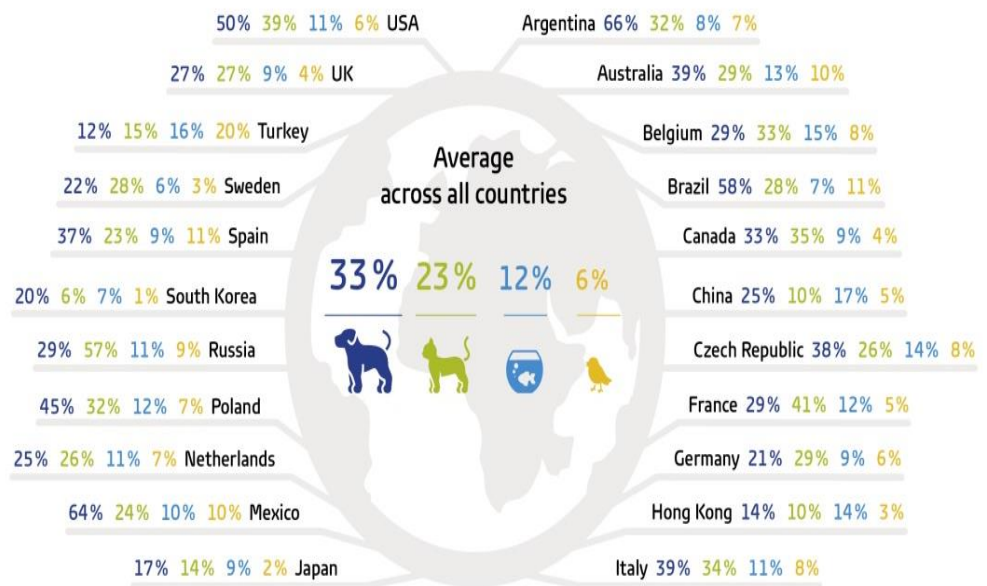 50% 39% 11% 6% USA
27% 27% 9% 4% UK
12% 15% 16% 20% Turkey
22% 28% 6% 3% Sweden
37% 23% 9% 11% Spain
20% 6% 7% 1% South Korea
29% 57% 11% 9% Russia
45% 32% 12% 7% Poland
25% 26% 11% 7% Netherlands
64% 24% 10% 10% Mexico
17% 14% 9% 2% Japan
Average
across all countries
33% 23% 12% 6%
Argentina 66% 32% 8% 7%
Australia 39% 29% 13% 10%
Belgium 29% 33% 15% 8%
Brazil 58% 28% 7% 11%
Canada 33% 35% 9% 4%
China 25% 10% 17% 5%
Czech Republic 38% 26% 14% 8%
France 29% 41% 12% 5%
Germany 21% 29% 9% 6%
Hong Kong 14% 10% 14% 3%
Italy 39% 34% 11% 8%